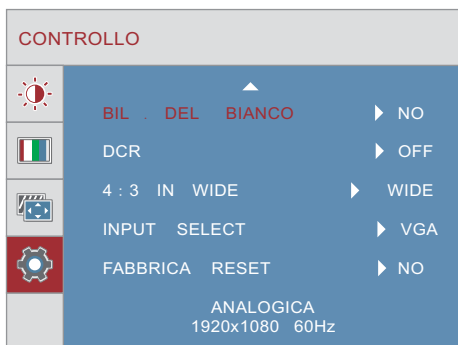 CONTROLLO
BIL . DEL BIANCO NO
DCR OFF
4 : 3 IN WIDE WIDE
INPUT SELECT VGA
FABBRICA RESET NO
ANALOGICA
1920x1080 60Hz